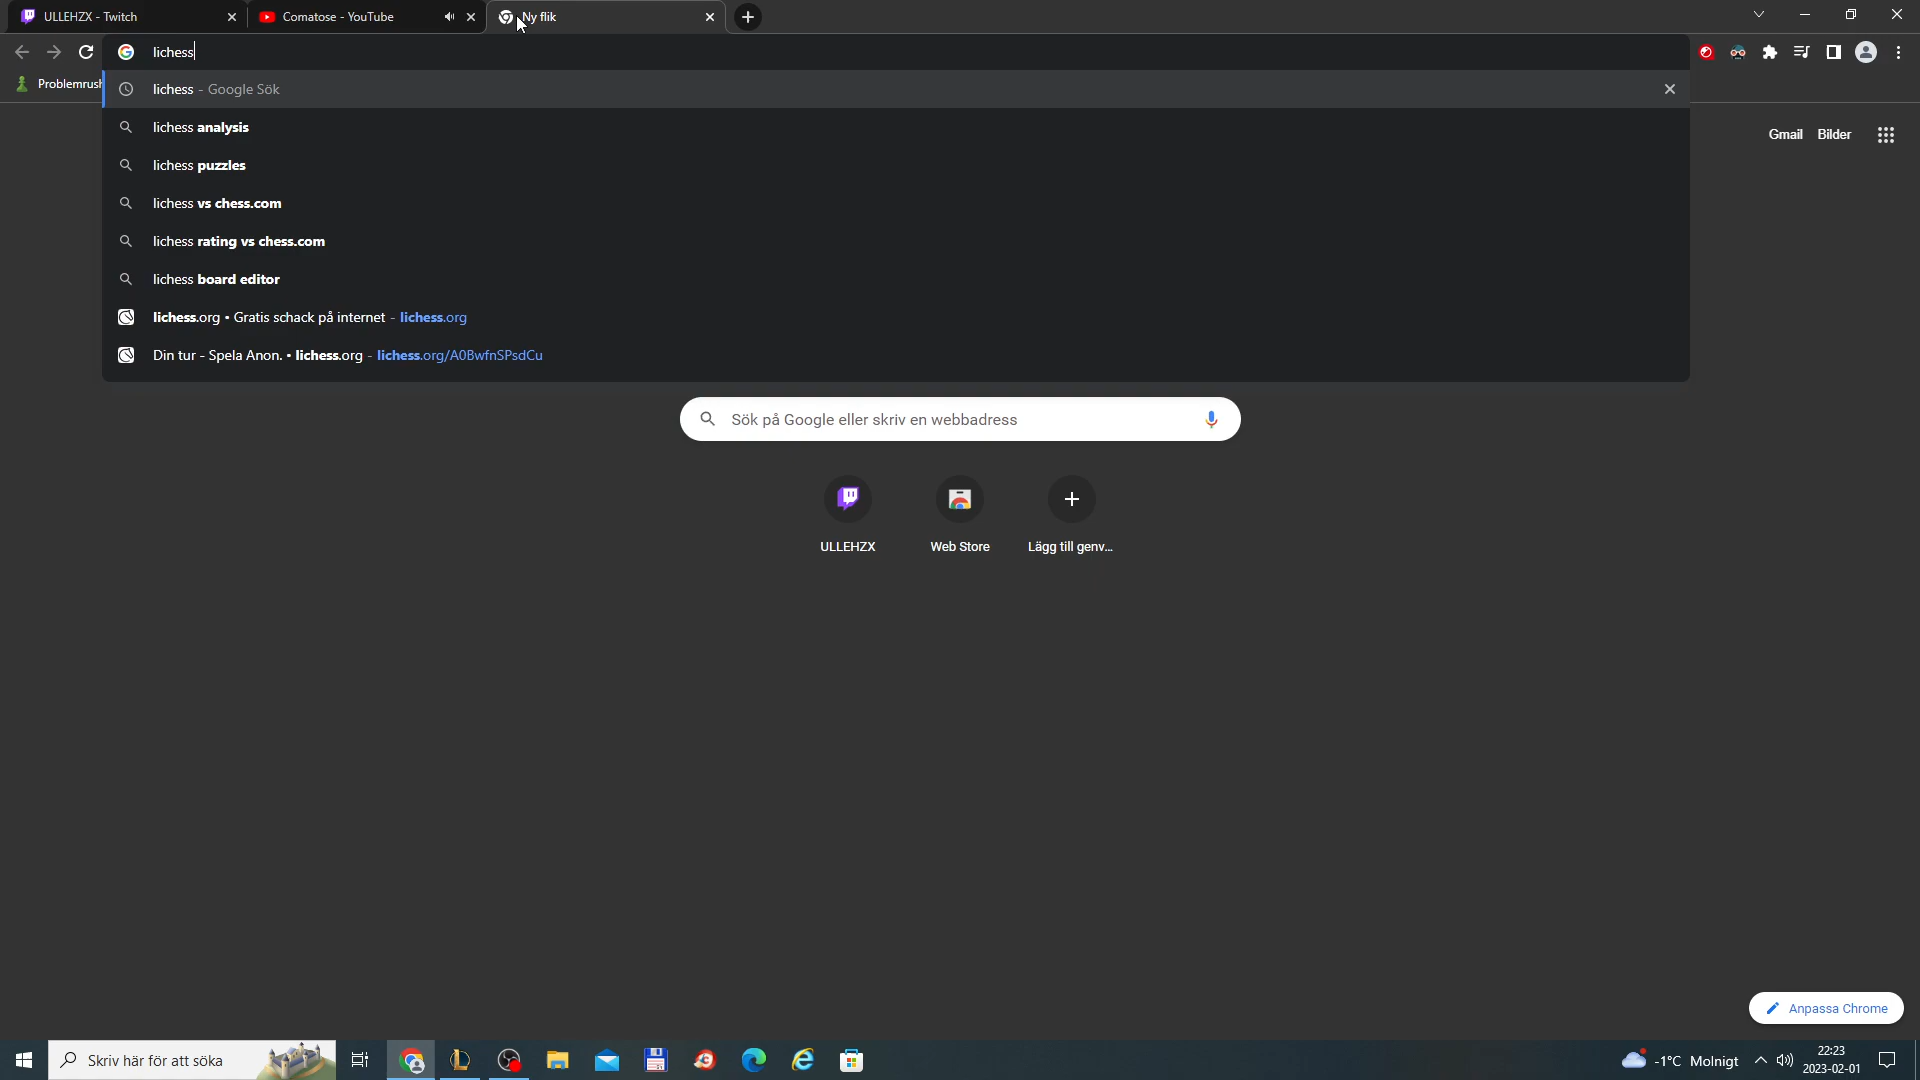 ULLEHZX - Twitch
Comatose - YouTube
Ny flik
lichess
Problemrush
lichess - Google Sök
lichess analysis
lichess puzzles
lichess vs chess.com
lichess rating vs chess.com
lichess board editor
lichess.org • Gratis schack på internet - lichess.org
Din tur - Spela Anon. • lichess.org - lichess.org/A0BwfnSPsdCu
Gmail Bilder
Sök på Google eller skriv en webbadress
ULLEHZX
Web Store
Lägg till genv...
Anpassa Chrome
Skriv här för att söka
-1°C Molnigt
22:23
2023-02-01